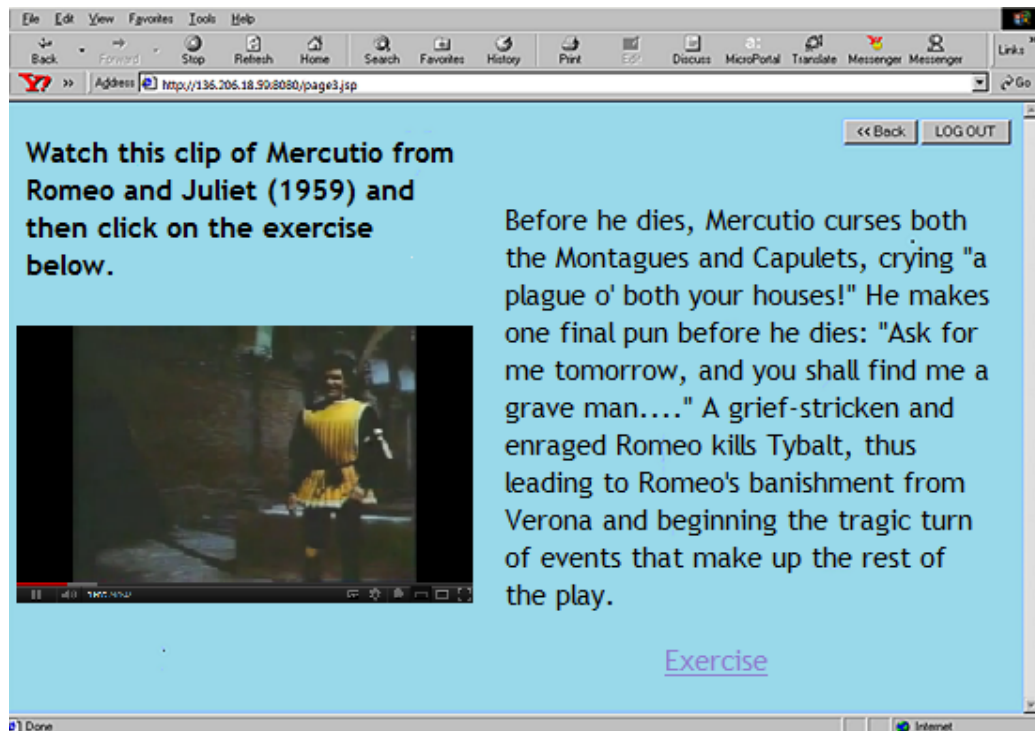 File Edit View Favorites Tools Help
Back Forward Stop Refresh Home Search Favorites History Print Edit Discuss MicroPortal Translate Messenger Messenger Links
Y? » Address http://136.206.18.59:8080/page3.jsp Go
<< Back LOG OUT
Watch this clip of Mercutio from
Romeo and Juliet (1959) and
then click on the exercise
below.
Before he dies, Mercutio curses both
the Montagues and Capulets, crying "a
plague o' both your houses!" He makes
one final pun before he dies: "Ask for
me tomorrow, and you shall find me a
grave man...." A grief-stricken and
enraged Romeo kills Tybalt, thus
leading to Romeo's banishment from
Verona and beginning the tragic turn
of events that make up the rest of
the play.
Exercise
Done Internet